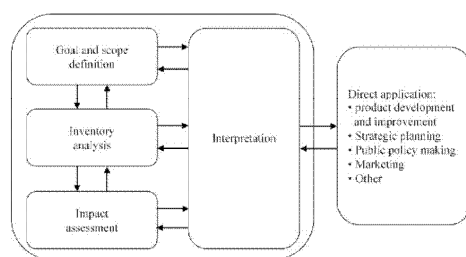 Goal and scope
definition
Inventory
analysis
Impact
assessment
Interpretation
Direct application:
• product development
and improvement
• Strategic planning
• Public policy making
• Marketing
• Other